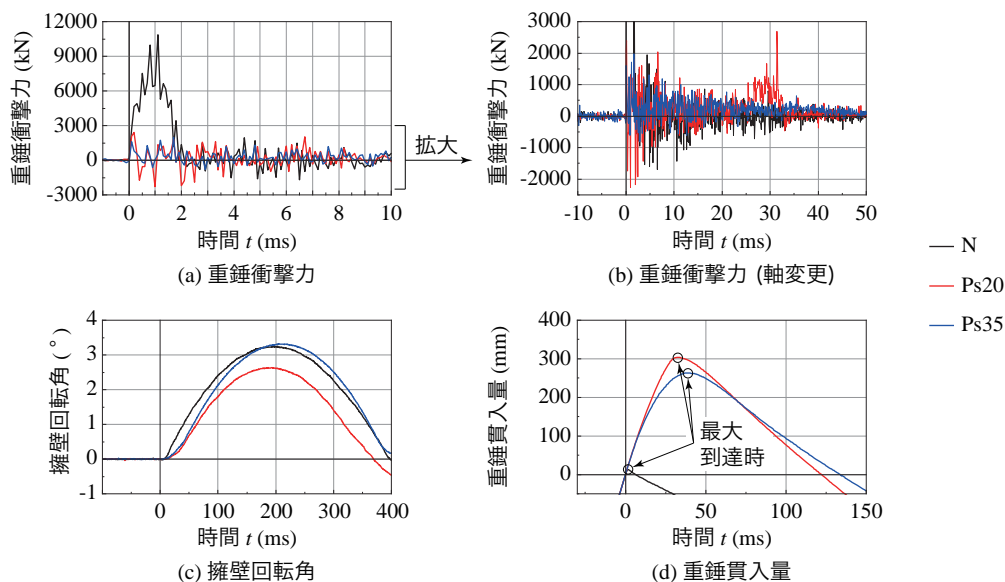 12000
9000
6000
3000
0
-3000
重錘衝撃力 (kN)
0 2 4 6 8 10
時間 t (ms)
(a) 重錘衝撃力
拡大
3000
2000
1000
0
-1000
-2000
重錘衝撃力 (kN)
-10 0 10 20 30 40 50
時間 t (ms)
(b) 重錘衝撃力 (軸変更)
N
Ps20
Ps35
4
3
2
1
0
-1
擁壁回転角 (°)
-100 0 100 200 300 400
時間 t (ms)
(c) 擁壁回転角
400
300
200
100
0
重錘貫入量 (mm)
0 50 100 150
時間 t (ms)
最大
到達時
(d) 重錘貫入量